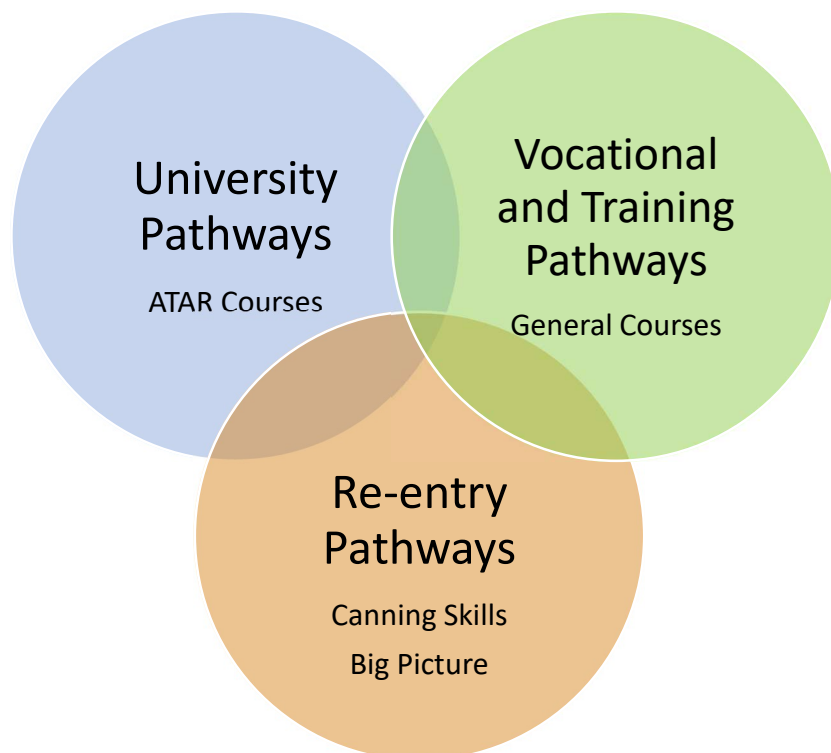 University
Pathways
ATAR Courses
Vocational
and Training
Pathways
General Courses
Re-entry
Pathways
Canning Skills
Big Picture